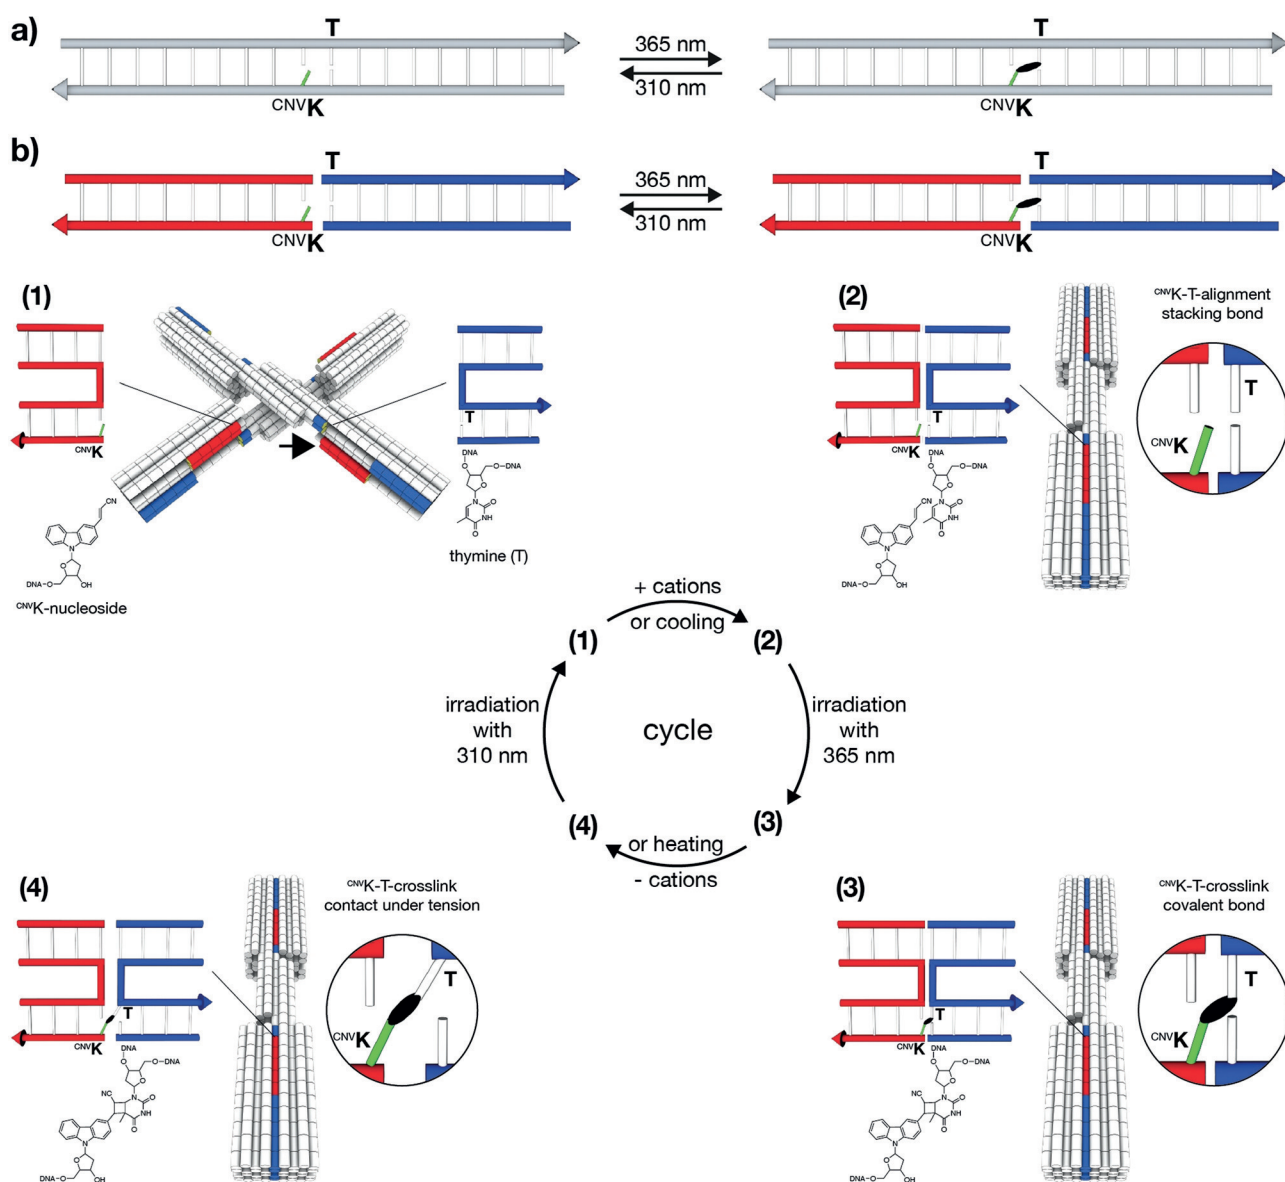 a)
T
CNVK
365 nm
310 nm
T
CNVK
b)
T
CNVK
365 nm
310 nm
T
CNVK
(1)
CNVK
T
DNA
O
O-DNA
O
N
O
NH
O
thymine (T)
CN
N
O
DNA-O
OH
CNVK-nucleoside
(2)
CNVK
T
DNA
O
O-DNA
O
CN
N
O
NH
O
N
O
DNA-O
OH
CNVK-T-alignment
stacking bond
T
CNVK
+ cations
or cooling
(1)
(2)
irradiation
with
310 nm
cycle
irradiation
with
365 nm
(4)
(3)
or heating
- cations
(4)
T
CNVK
DNA
O
O-DNA
O
NC
N
O
NH
O
N
O
DNA-O
OH
CNVK-T-crosslink
contact under tension
T
CNVK
(3)
T
CNVK
DNA
O
O-DNA
O
NC
N
O
NH
O
N
O
DNA-O
OH
CNVK-T-crosslink
covalent bond
T
CNVK